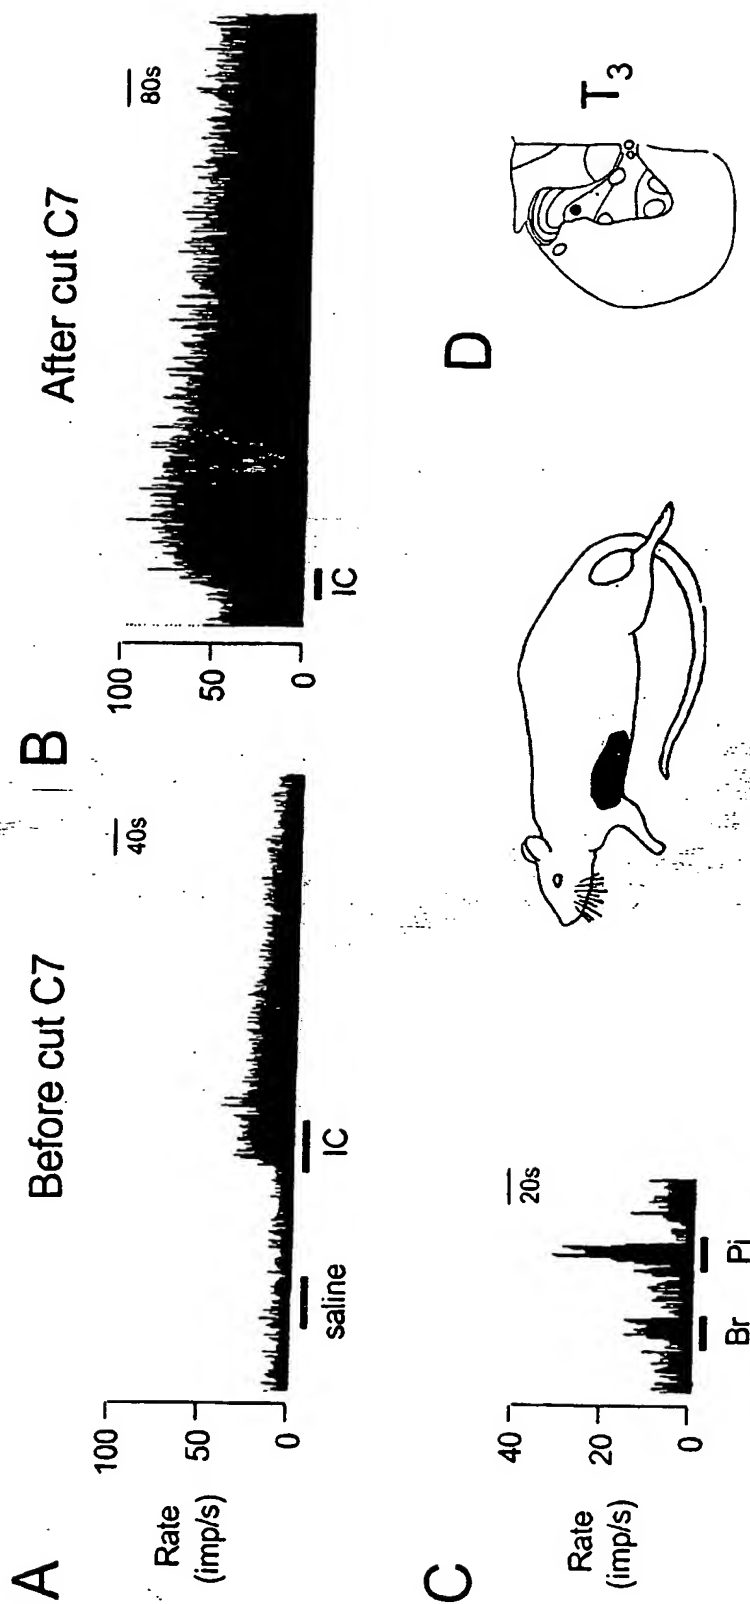 A
Before cut C7
Rate
(imp/s)
100
50
0
saline
IC
40s
B
After cut C7
100
50
0
IC
80s
C
Rate
(imp/s)
40
20
0
Br
Pi
20s
D
T3